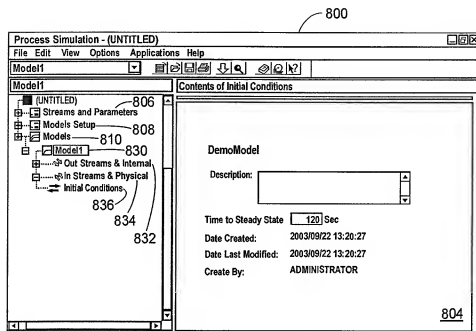 800
Process Simulation - (UNTITLED)
File Edit View Options Applications Help
Model1
Model1
Contents of Initial Conditions
(UNTITLED)
Streams and Parameters
806
Models Setup
808
Models
810
Model1
830
Out Streams & Internal
In Streams & Physical
Initial Conditions
836
834
832
DemoModel
Description:
Time to Steady State 120 Sec
Date Created: 2003/09/22 13:20:27
Date Last Modified: 2003/09/22 13:20:27
Create By: ADMINISTRATOR
804